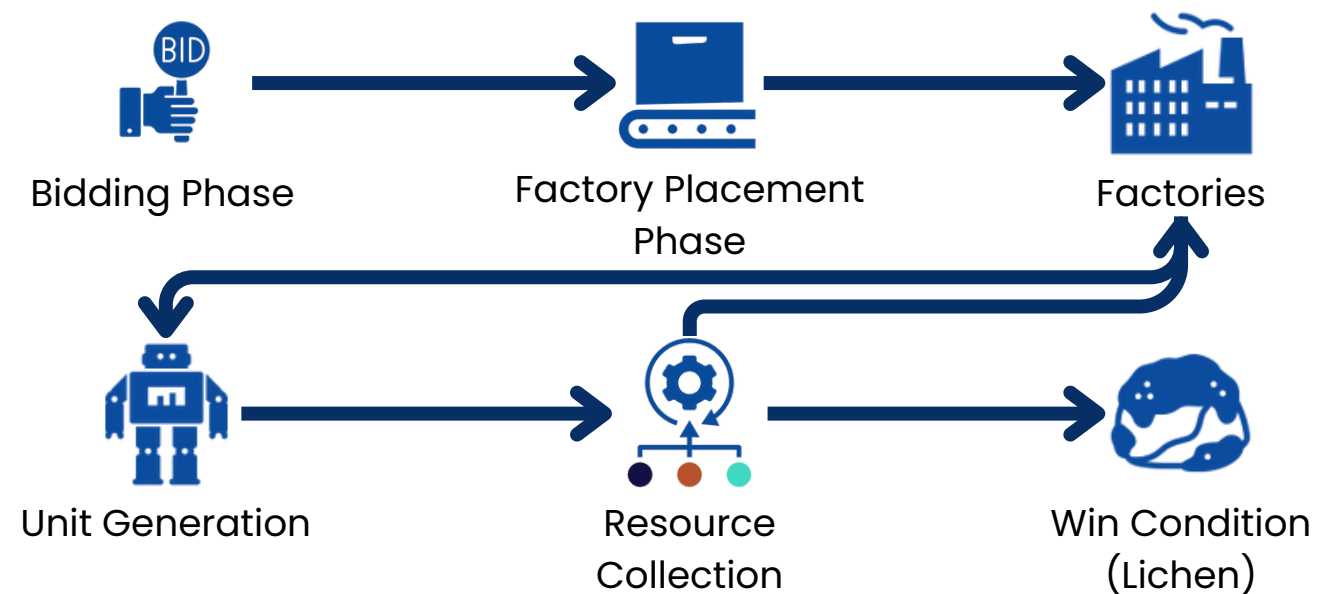 BID
Bidding Phase
Factory Placement
Phase
Factories
Unit Generation
Resource
Collection
Win Condition
(Lichen)